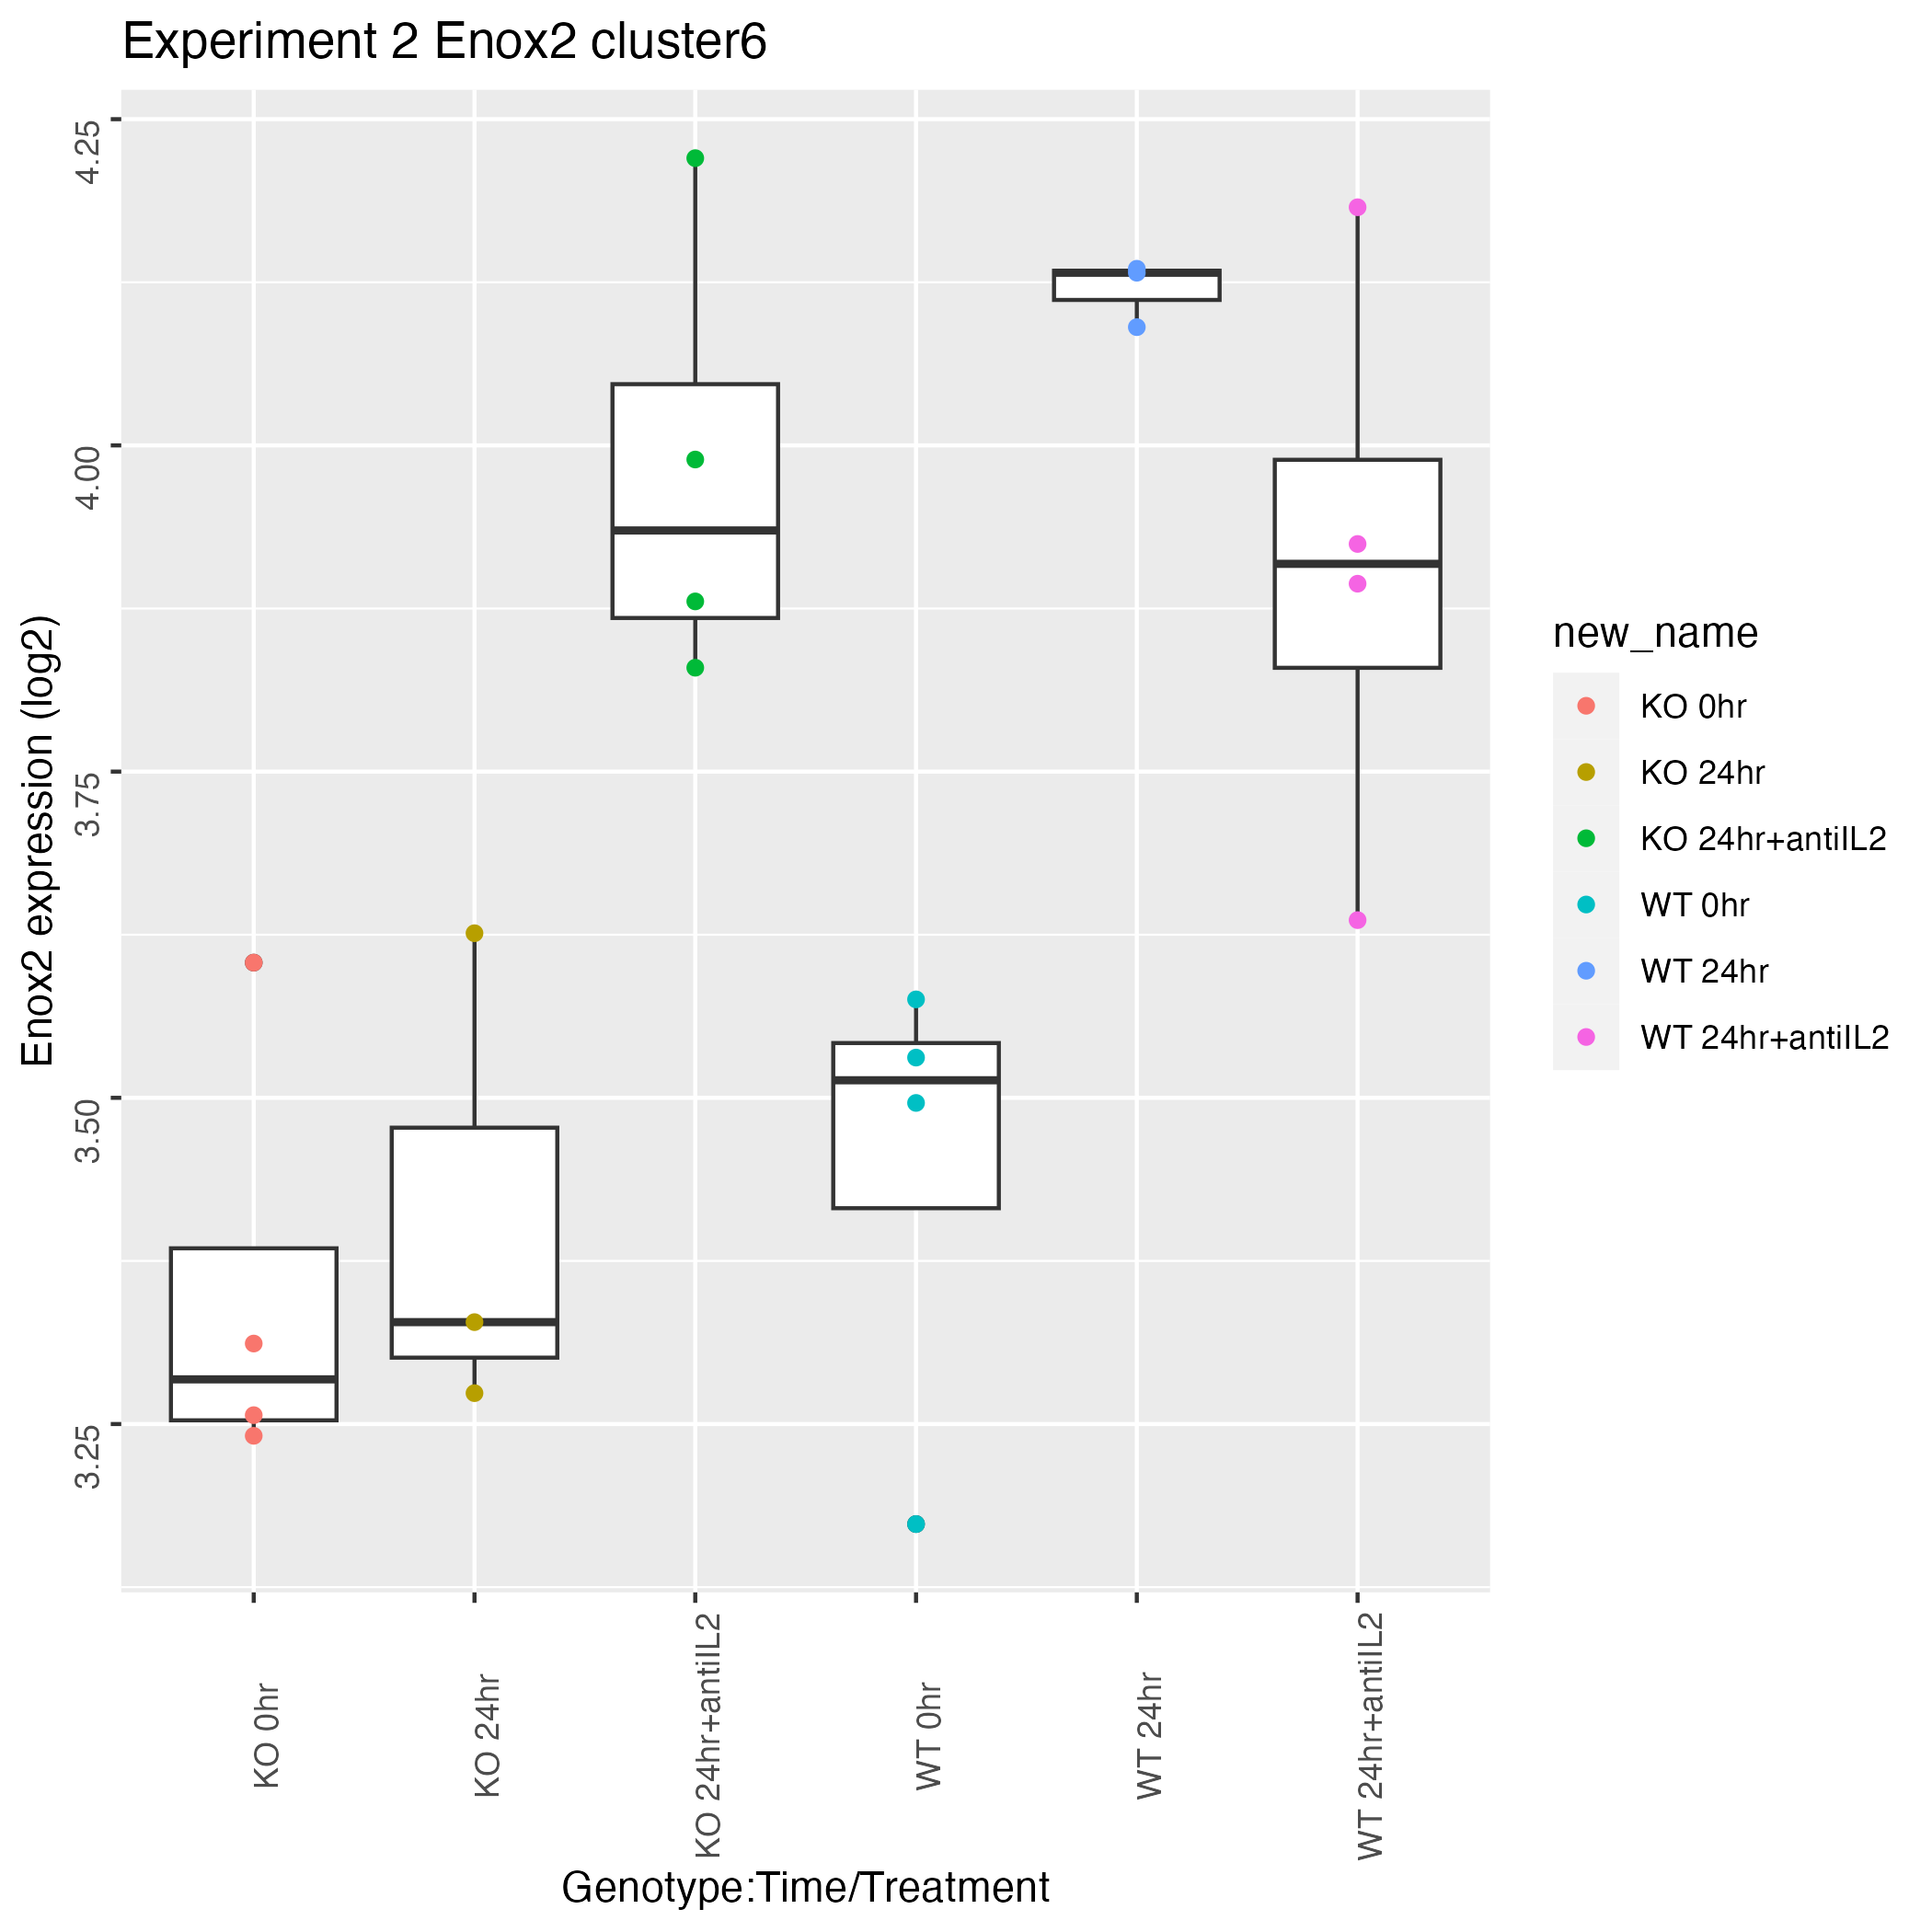 Experiment 2 Enox2 cluster6
Enox2 expression (log2)
4.25
4.00
3.75
3.50
3.25
KO 0hr
KO 24hr
KO 24hr+antiIL2
WT 0hr
WT 24hr
WT 24hr+antiIL2
Genotype:Time/Treatment
new_name
KO 0hr
KO 24hr
KO 24hr+antiIL2
WT 0hr
WT 24hr
WT 24hr+antiIL2